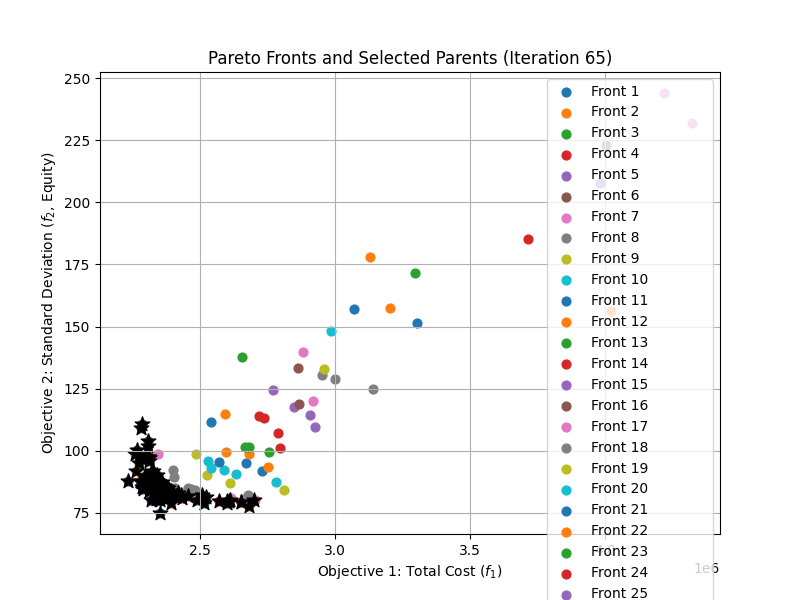 Pareto Fronts and Selected Parents (Iteration 65)
Objective 2: Standard Deviation (f₂, Equity)
250
225
200
175
150
125
100
75
2.5
3.0
3.5
1e6
Objective 1: Total Cost (f₁)
Front 1
Front 2
Front 3
Front 4
Front 5
Front 6
Front 7
Front 8
Front 9
Front 10
Front 11
Front 12
Front 13
Front 14
Front 15
Front 16
Front 17
Front 18
Front 19
Front 20
Front 21
Front 22
Front 23
Front 24
Front 25